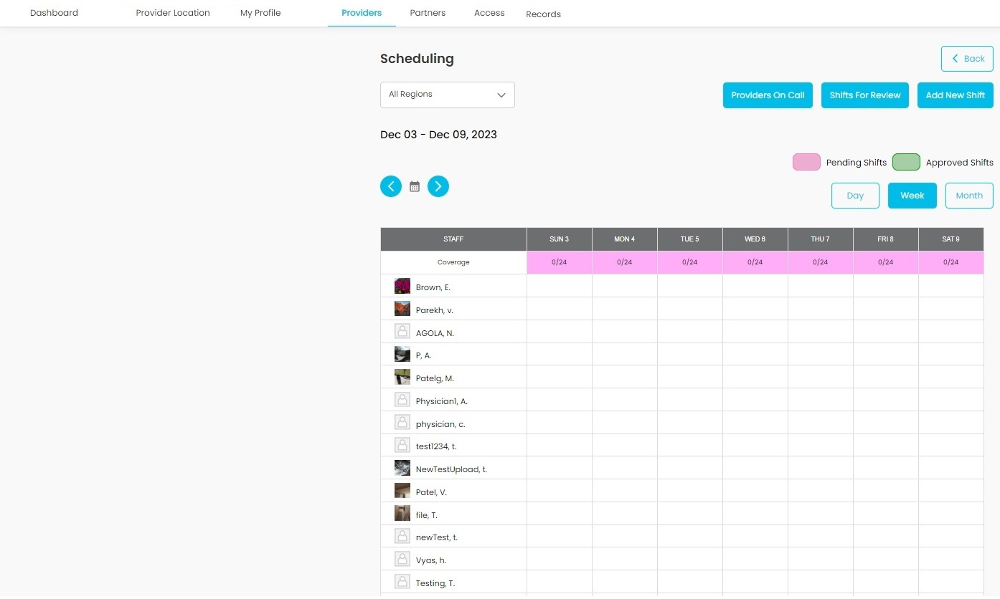 Dashboard Provider Location My Profile Providers Partners Access Records
Scheduling
Back
All Regions
Providers On Call Shifts For Review Add New Shift
Dec 03 - Dec 09, 2023
Pending Shifts Approved Shifts
Day Week Month
STAFF SUN 3 MON 4 TUE 5 WED 6 THU 7 FRI 8 SAT 9
Coverage 0/24 0/24 0/24 0/24 0/24 0/24 0/24
Brown, E.
Parekh, v.
AGOLA, N.
P, A.
Patelg, M.
Physician1, A.
physician, c.
test1234, t.
NewTestUpload, t.
Patel, V.
file, T.
newTest, t.
Vyas, h.
Testing, T.